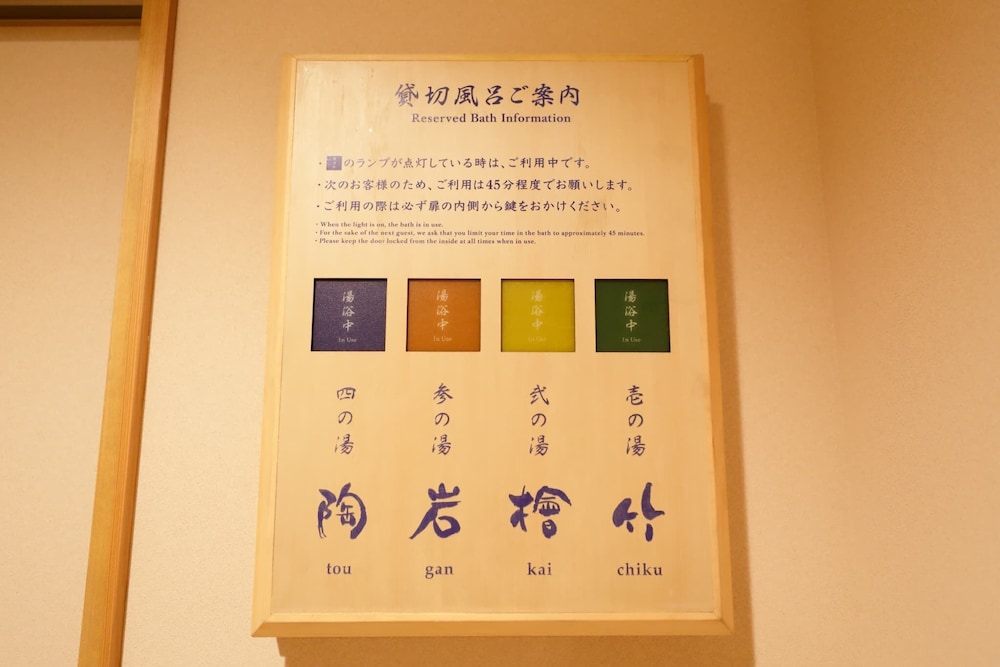 貸切風呂ご案内
Reserved Bath Information
・のランプが点灯している時は、ご利用中です。
・次のお客様のため、ご利用は45分程度でお願いします。
・ご利用の際は必ず扉の内側から鍵をおかけください。
・When the light is on, the bath is in use.
・For the sake of the next guest, we ask that you limit your time in the bath to approximately 45 minutes.
・Please keep the door locked from the inside at all times when in use.
湯浴中
In Use
湯浴中
In Use
湯浴中
In Use
湯浴中
In Use
壱の湯
竹
chiku
弐の湯
檜
kai
参の湯
岩
gan
四の湯
陶
tou